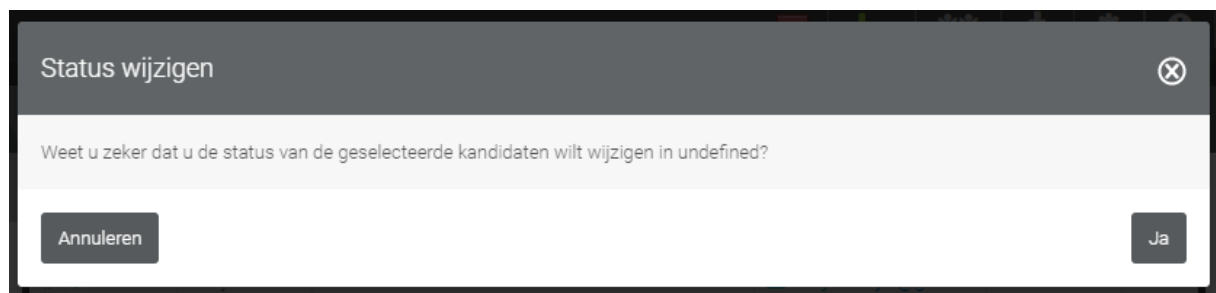 Status wijzigen
Weet u zeker dat u de status van de geselecteerde kandidaten wilt wijzigen in undefined?
Annuleren
Ja